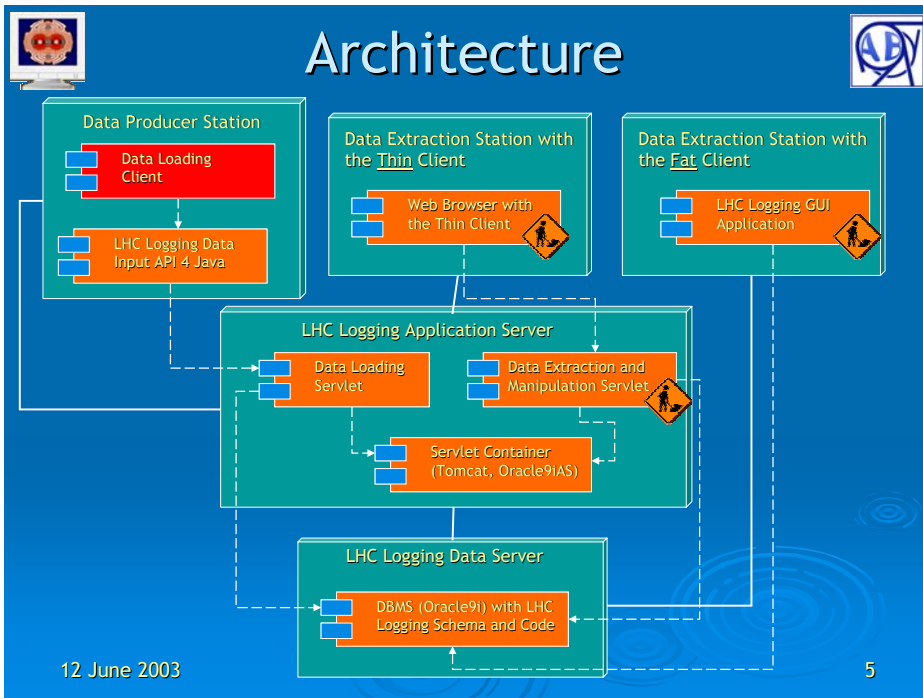 Architecture
Data Producer Station
Data Loading
Client
LHC Logging Data
Input API 4 Java
Data Extraction Station with
the Thin Client
Web Browser with
the Thin Client
Data Extraction Station with
the Fat Client
LHC Logging GUI
Application
LHC Logging Application Server
Data Loading
Servlet
Data Extraction and
Manipulation Servlet
Servlet Container
(Tomcat, Oracle9iAS)
LHC Logging Data Server
DBMS (Oracle9i) with LHC
Logging Schema and Code
12 June 2003
5